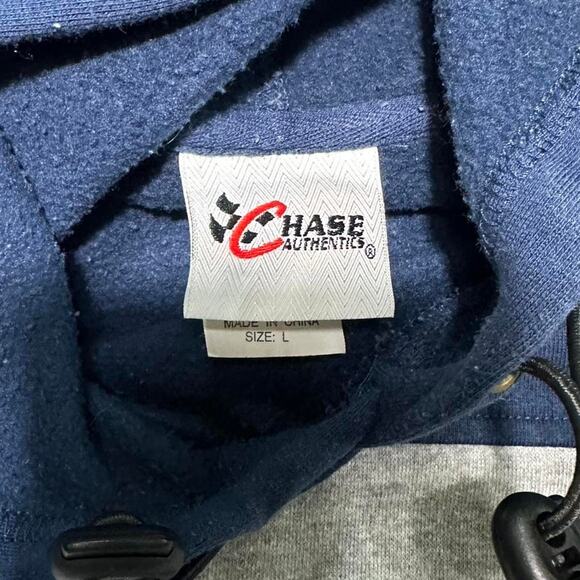 CHASE
AUTHENTICS®
MADE IN CHINA
SIZE: L